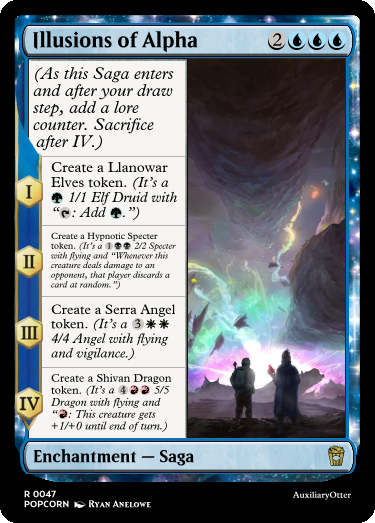 Illusions of Alpha 2
(As this Saga enters
and after your draw
step, add a lore
counter. Sacrifice
after IV.)
I
Create a Llanowar
Elves token. (It's a
1/1 Elf Druid with
“: Add .”)
II
Create a Hypnotic Specter
token. (It's a 1 2/2 Specter
with flying and “Whenever this
creature deals damage to an
opponent, that player discards a
card at random.”)
III
Create a Serra Angel
token. (It's a 3
4/4 Angel with flying
and vigilance.)
IV
Create a Shivan Dragon
token. (It's a 4 5/5
Dragon with flying and
“: This creature gets
+1/+0 until end of turn.)
Enchantment — Saga
R 0047
POPCORN Ryan Anelowe
AuxiliaryOtter